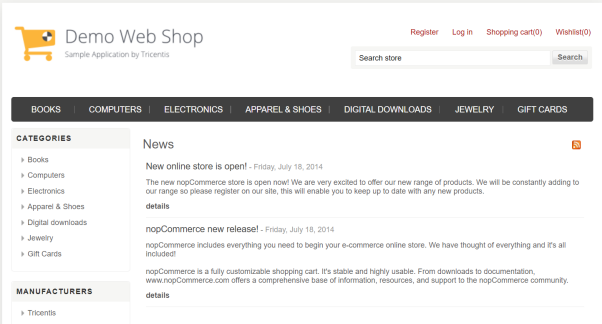 Demo Web Shop
Sample Application by Tricentis
Register Log in Shopping cart(0) Wishlist(0)
Search store Search
BOOKS COMPUTERS ELECTRONICS APPAREL & SHOES DIGITAL DOWNLOADS JEWELRY GIFT CARDS
CATEGORIES
Books
Computers
Electronics
Apparel & Shoes
Digital downloads
Jewelry
Gift Cards
MANUFACTURERS
Tricentis
News
New online store is open! - Friday, July 18, 2014
The new nopCommerce store is open now! We are very excited to offer our new range of products. We will be constantly adding to
our range so please register on our site, this will enable you to keep up to date with any new products.
details
nopCommerce new release! - Friday, July 18, 2014
nopCommerce includes everything you need to begin your e-commerce online store. We have thought of everything and it's all
included!
nopCommerce is a fully customizable shopping cart. It's stable and highly usable. From downloads to documentation,
www.nopCommerce.com offers a comprehensive base of information, resources, and support to the nopCommerce community.
details